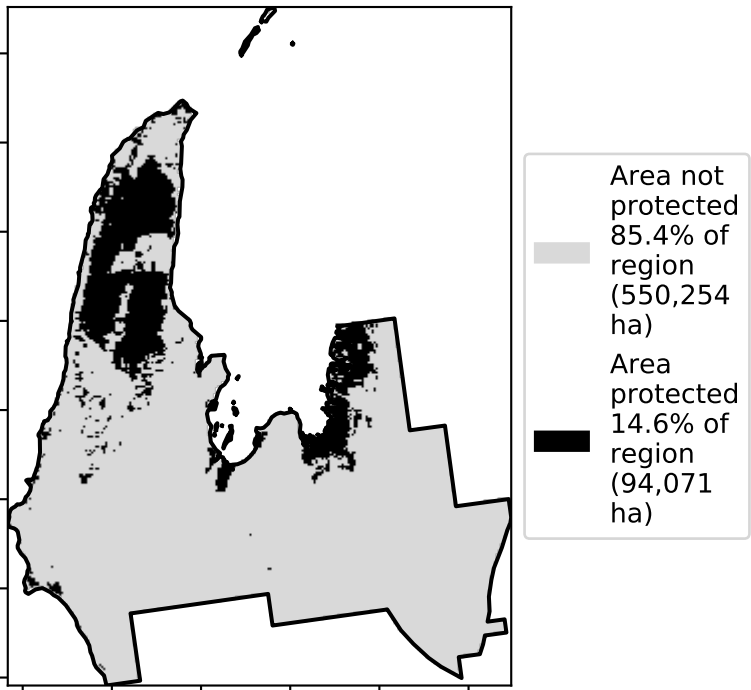 Area not
protected
85.4% of
region
(550,254
ha)
Area
protected
14.6% of
region
(94,071
ha)